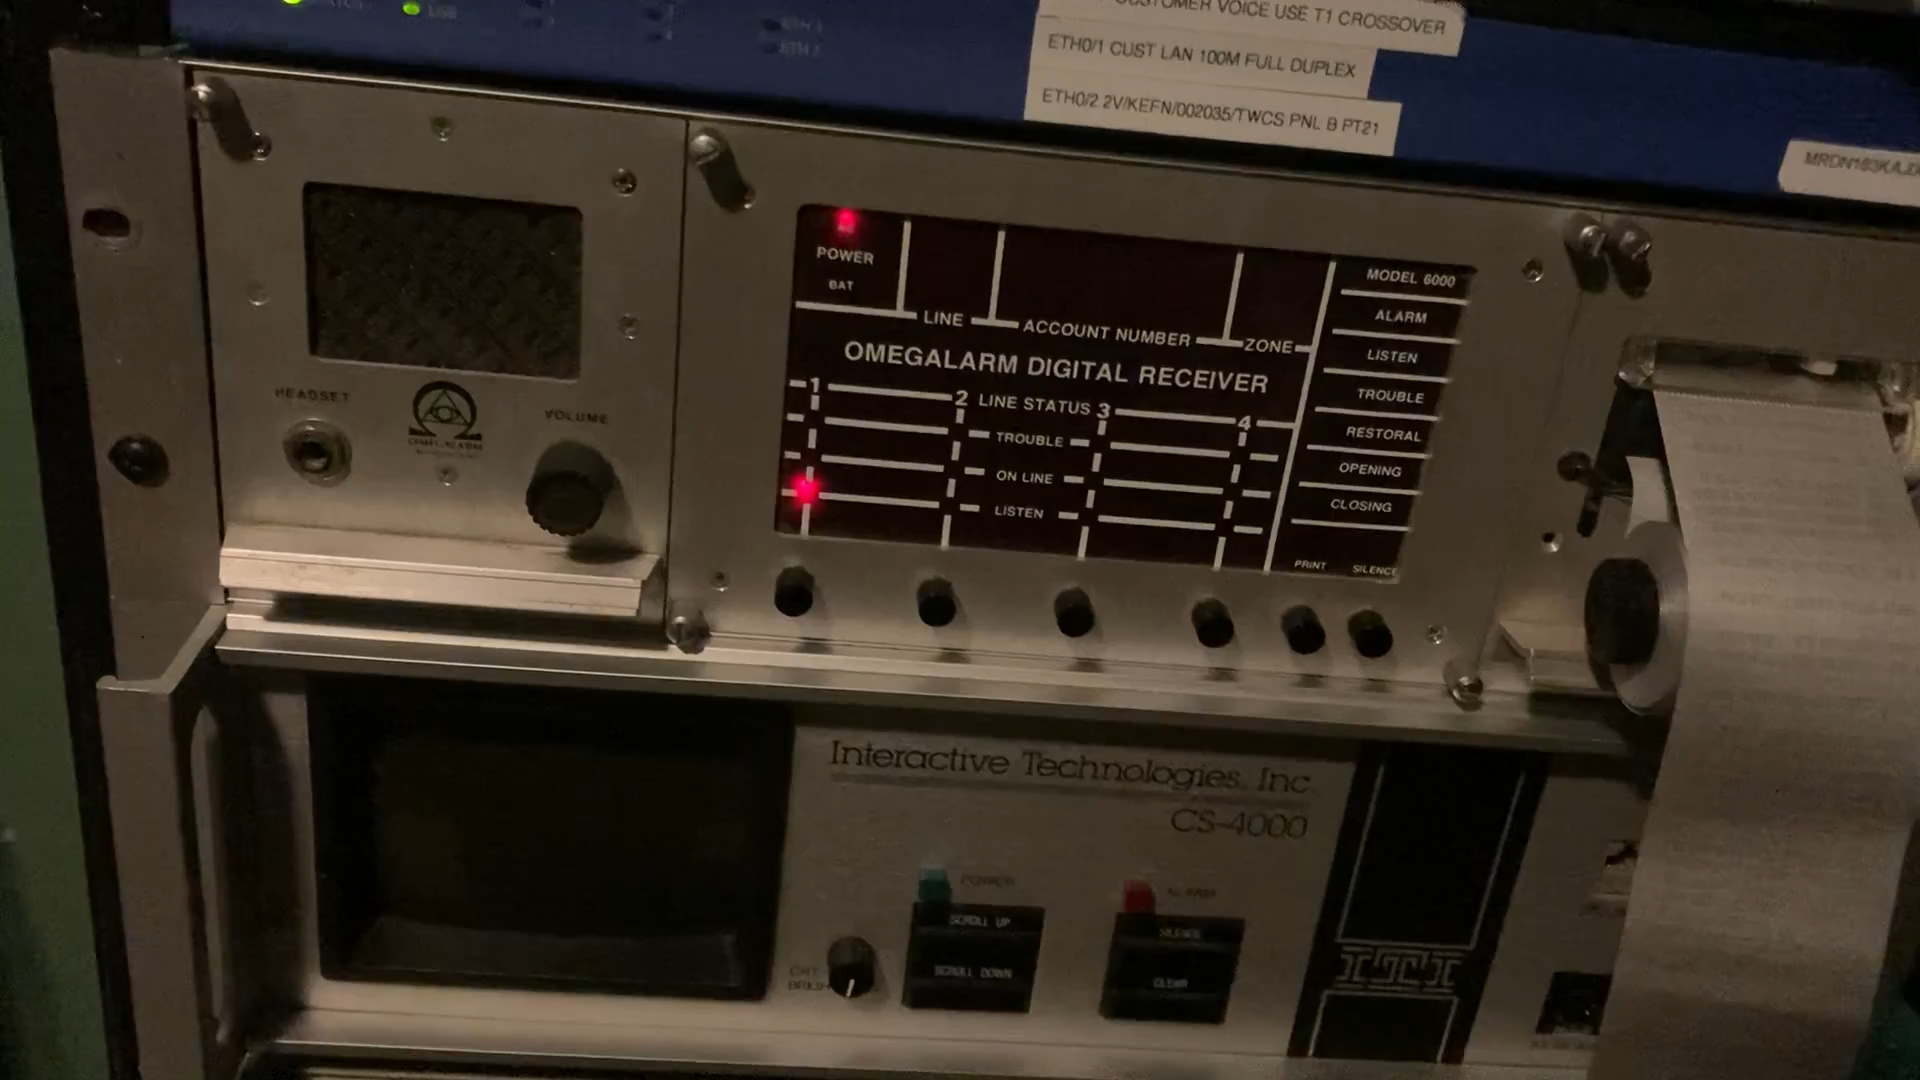 USB
CUSTOMER VOICE USE T1 CROSSOVER
ETH0/1 CUST LAN 100M FULL DUPLEX
ETH0/2 2V/KEFN/002035/TWCS PNL B PT21
HEADSET
VOLUME
OMEGALARM
POWER
BAT
LINE
ACCOUNT NUMBER
ZONE
OMEGALARM DIGITAL RECEIVER
1 2 LINE STATUS 3 4
TROUBLE
ON LINE
LISTEN
MODEL 6000
ALARM
LISTEN
TROUBLE
RESTORAL
OPENING
CLOSING
PRINT SILENCE
Interactive Technologies, Inc
CS-4000
POWER
ALARM
SCROLL UP
SCROLL DOWN
SILENCE
CLEAR
CRT